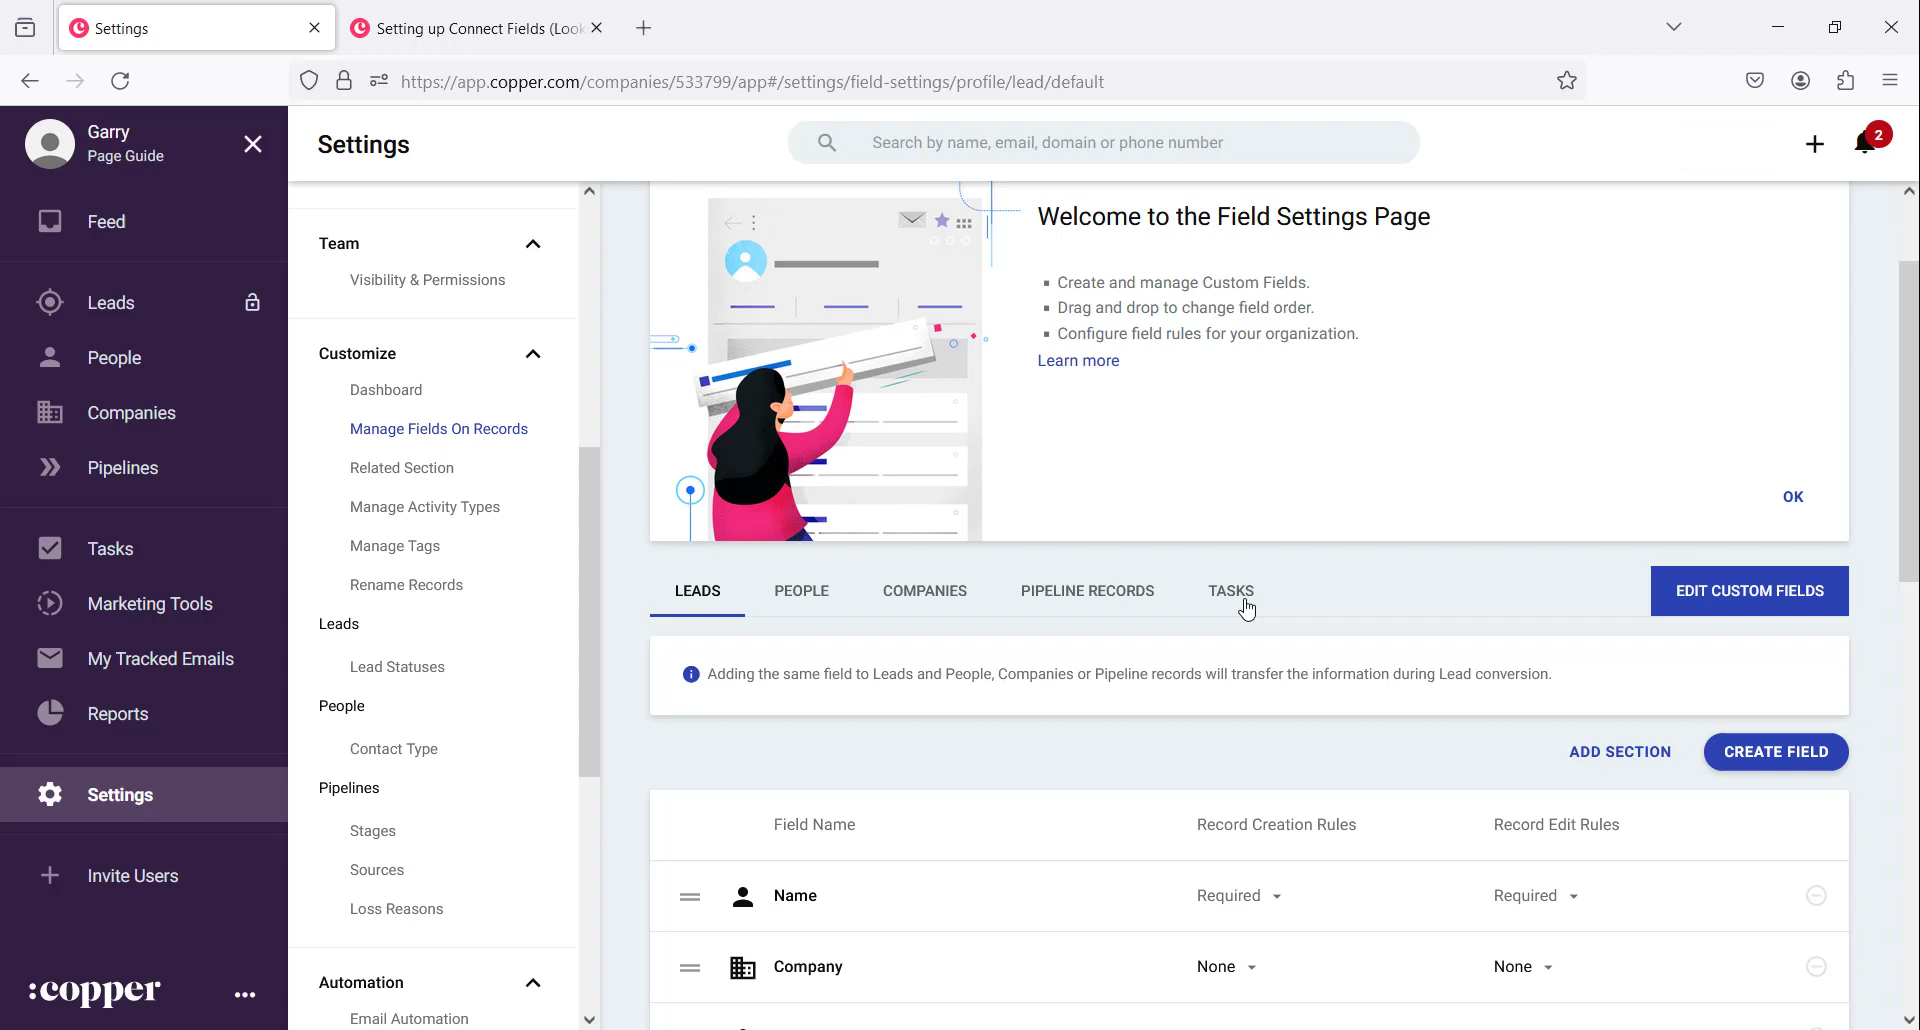 Settings
Setting up Connect Fields (Look
https://app.copper.com/companies/533799/app#/settings/field-settings/profile/lead/default
Garry
Page Guide
Settings
Search by name, email, domain or phone number
2
Feed
Leads
People
Companies
Pipelines
Tasks
Marketing Tools
My Tracked Emails
Reports
Settings
Invite Users
:copper
Team
Visibility & Permissions
Customize
Dashboard
Manage Fields On Records
Related Section
Manage Activity Types
Manage Tags
Rename Records
Leads
Lead Statuses
People
Contact Type
Pipelines
Stages
Sources
Loss Reasons
Automation
Email Automation
Welcome to the Field Settings Page
Create and manage Custom Fields.
Drag and drop to change field order.
Configure field rules for your organization.
Learn more
OK
LEADS PEOPLE COMPANIES PIPELINE RECORDS TASKS
EDIT CUSTOM FIELDS
Adding the same field to Leads and People, Companies or Pipeline records will transfer the information during Lead conversion.
ADD SECTION CREATE FIELD
Field Name Record Creation Rules Record Edit Rules
Name Required Required
Company None None